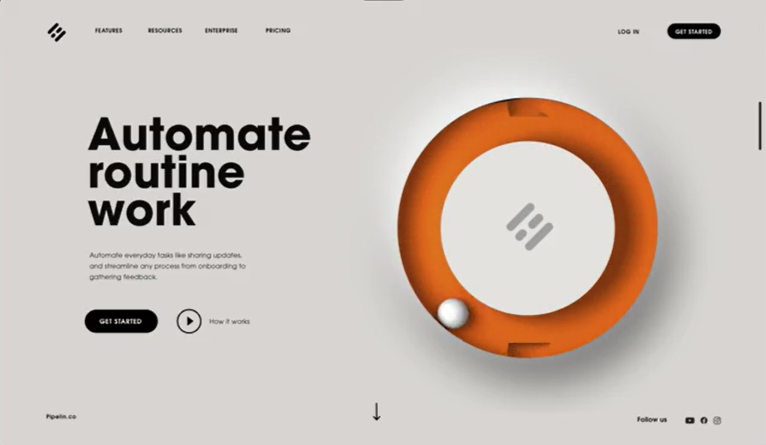 FEATURES
RESOURCES
ENTERPRISE
PRICING
LOG IN
GET STARTED
Automate
routine
work
Automate everyday tasks like sharing updates,
and streamline any process from onboarding to
gathering feedback.
GET STARTED
How it works
Pipelin.co
Follow us